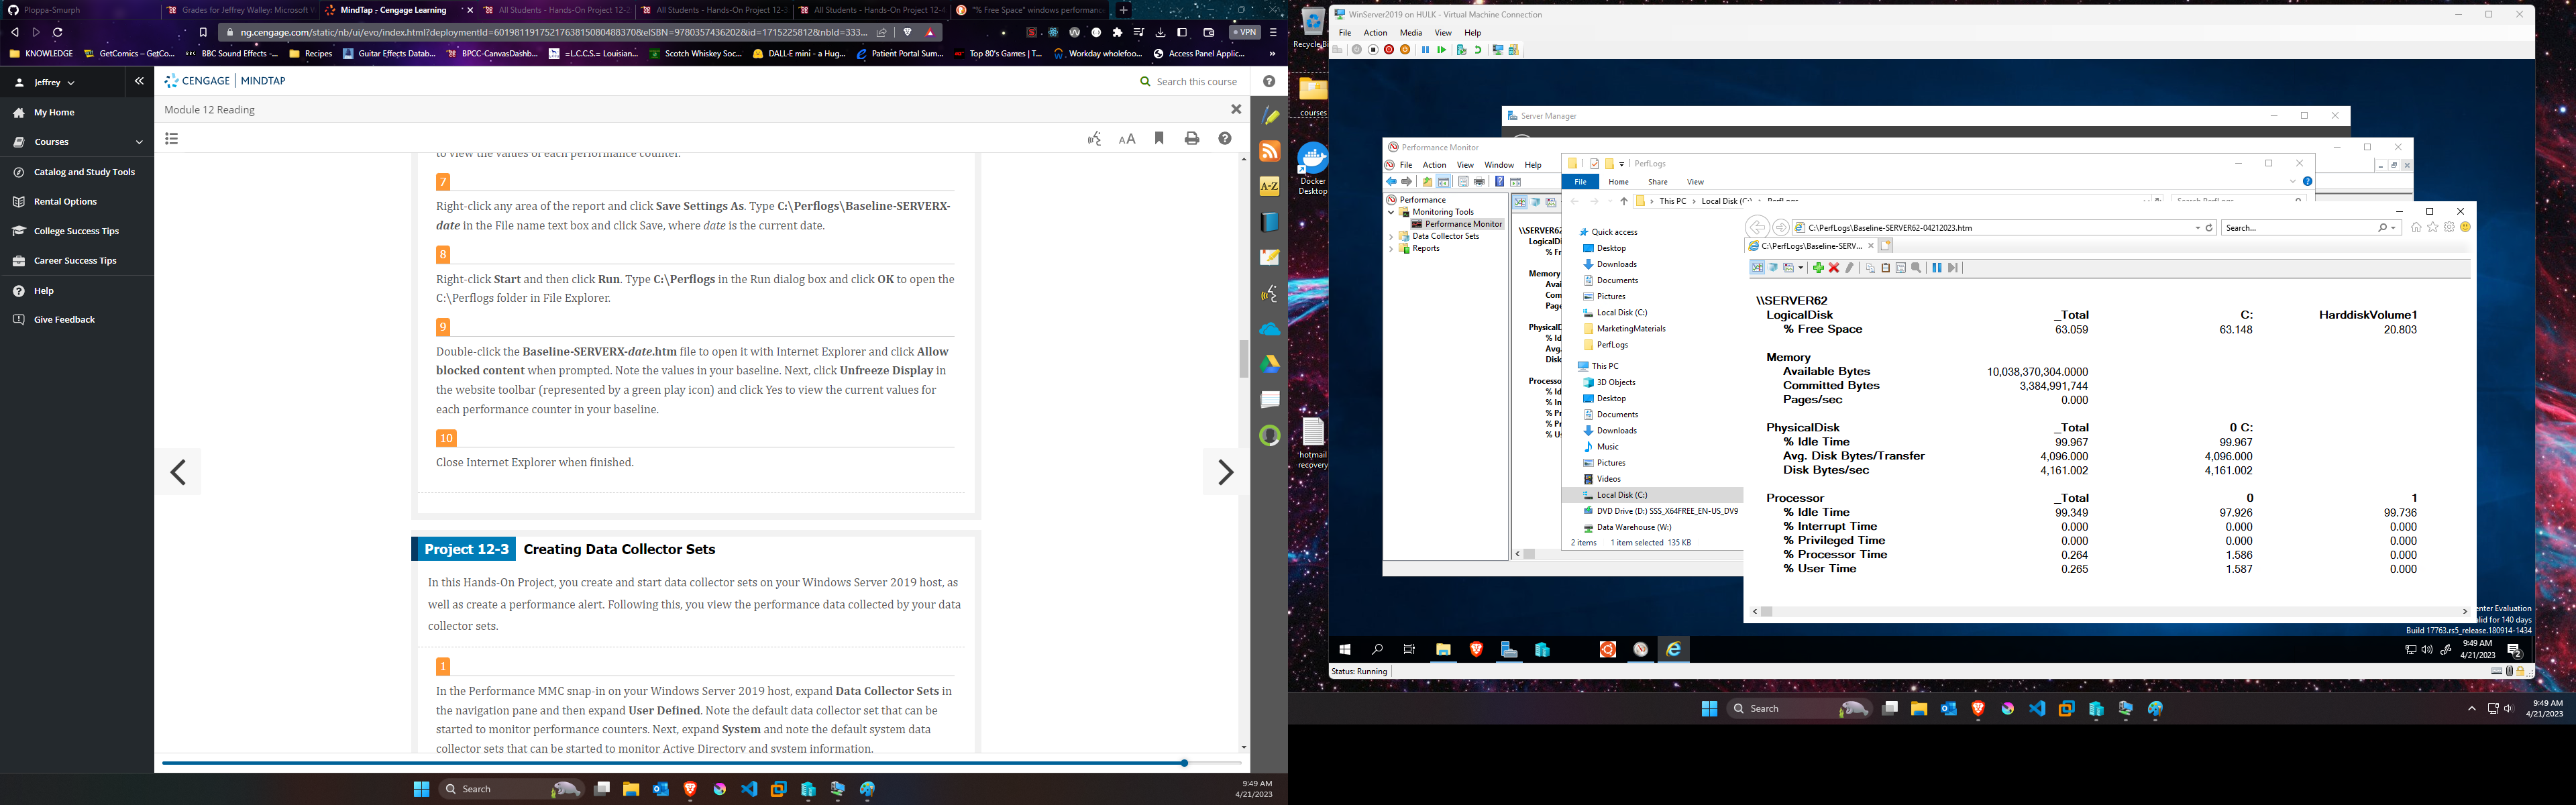 Ploppa-Smurph
Grades for Jeffrey Walley: Microsoft W
MindTap - Cengage Learning
All Students - Hands-On Project 12-2
All Students - Hands-On Project 12-3
All Students - Hands-On Project 12-4
"% Free Space" windows performance
ng.cengage.com/static/nb/ui/evo/index.html?deploymentId=6019811917521763815080488370&eISBN=9780357436202&id=1715225812&nbId=333...
VPN
KNOWLEDGE
GetComics – GetCo...
BBC Sound Effects -...
Recipes
Guitar Effects Datab...
BPCC-CanvasDashb...
=L.C.C.S.= Louisian...
Scotch Whiskey Soc...
DALL·E mini - a Hug...
Patient Portal Sum...
Top 80's Games | T...
Workday wholefoo...
Access Panel Applic...
Jeffrey
CENGAGE | MINDTAP
Search this course
Module 12 Reading
My Home
Courses
Catalog and Study Tools
Rental Options
College Success Tips
Career Success Tips
Help
Give Feedback
AA
A-Z
to view the values of each performance counter.
7
Right-click any area of the report and click Save Settings As. Type C:\Perflogs\Baseline-SERVERX-
date in the File name text box and click Save, where date is the current date.
8
Right-click Start and then click Run. Type C:\Perflogs in the Run dialog box and click OK to open the
C:\Perflogs folder in File Explorer.
9
Double-click the Baseline-SERVERX-date.htm file to open it with Internet Explorer and click Allow
blocked content when prompted. Note the values in your baseline. Next, click Unfreeze Display in
the website toolbar (represented by a green play icon) and click Yes to view the current values for
each performance counter in your baseline.
10
Close Internet Explorer when finished.
Project 12-3 Creating Data Collector Sets
In this Hands-On Project, you create and start data collector sets on your Windows Server 2019 host, as
well as create a performance alert. Following this, you view the performance data collected by your data
collector sets.
1
In the Performance MMC snap-in on your Windows Server 2019 host, expand Data Collector Sets in
the navigation pane and then expand User Defined. Note the default data collector set that can be
started to monitor performance counters. Next, expand System and note the default system data
collector sets that can be started to monitor Active Directory and system information.
Search
9:49 AM
4/21/2023
Recycle Bi
courses
Docker
Desktop
hotmail
recovery
WinServer2019 on HULK - Virtual Machine Connection
File Action Media View Help
Server Manager
Performance Monitor
File Action View Window Help
Performance
Monitoring Tools
Performance Monitor
Data Collector Sets
Reports
\\SERVER62
LogicalDi
% Fr
Memory
Avai
Com
Page
PhysicalD
% Id
Avg.
Disk
Processo
% Id
% In
% Pr
% Pr
% Us
PerfLogs
File Home Share View
This PC > Local Disk (C:) > PerfLogs
Search PerfLogs
Quick access
Desktop
Downloads
Documents
Pictures
Local Disk (C:)
MarketingMaterials
PerfLogs
This PC
3D Objects
Desktop
Documents
Downloads
Music
Pictures
Videos
Local Disk (C:)
DVD Drive (D:) SSS_X64FREE_EN-US_DV9
Data Warehouse (W:)
2 items 1 item selected 135 KB
C:\PerfLogs\Baseline-SERVER62-04212023.htm
Search...
C:\PerfLogs\Baseline-SERV...
\\SERVER62
LogicalDisk _Total C: HarddiskVolume1
% Free Space 63.059 63.148 20.803
Memory
Available Bytes 10,038,370,304.0000
Committed Bytes 3,384,991,744
Pages/sec 0.000
PhysicalDisk _Total 0 C:
% Idle Time 99.967 99.967
Avg. Disk Bytes/Transfer 4,096.000 4,096.000
Disk Bytes/sec 4,161.002 4,161.002
Processor _Total 0 1
% Idle Time 99.349 97.926 99.736
% Interrupt Time 0.000 0.000 0.000
% Privileged Time 0.000 0.000 0.000
% Processor Time 0.264 1.586 0.000
% User Time 0.265 1.587 0.000
enter Evaluation
alid for 140 days
Build 17763.rs5_release.180914-1434
9:49 AM
4/21/2023
2
Status: Running
Search
9:49 AM
4/21/2023